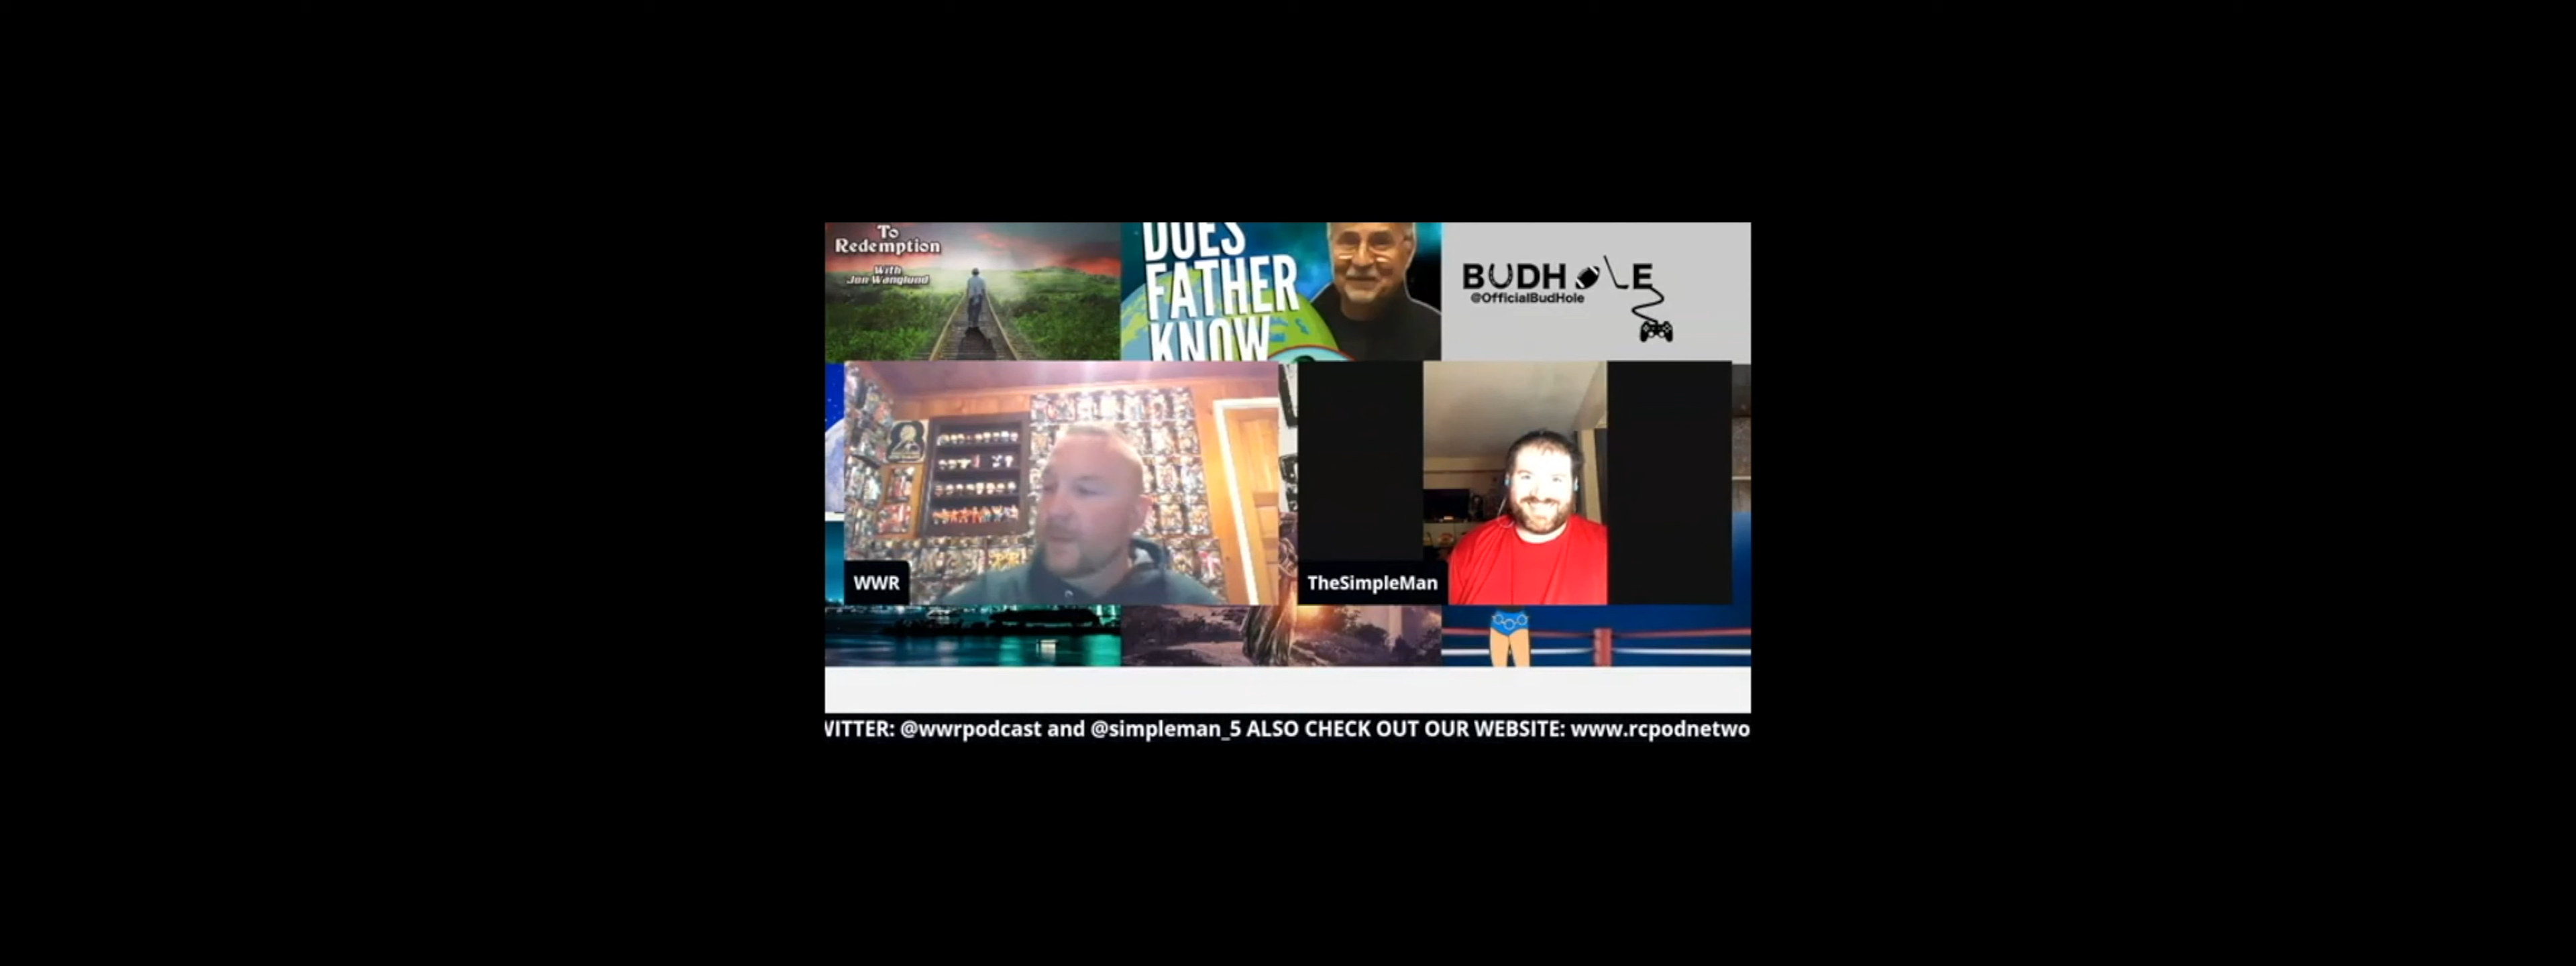 To
Redemption
With
Jon Wanglund
DOES
FATHER
KNOW
BUDH LE
@OfficialBudHole
WWR
TheSimpleMan
WITTER: @wwrpodcast and @simpleman_5 ALSO CHECK OUT OUR WEBSITE: www.rcpodnetwo